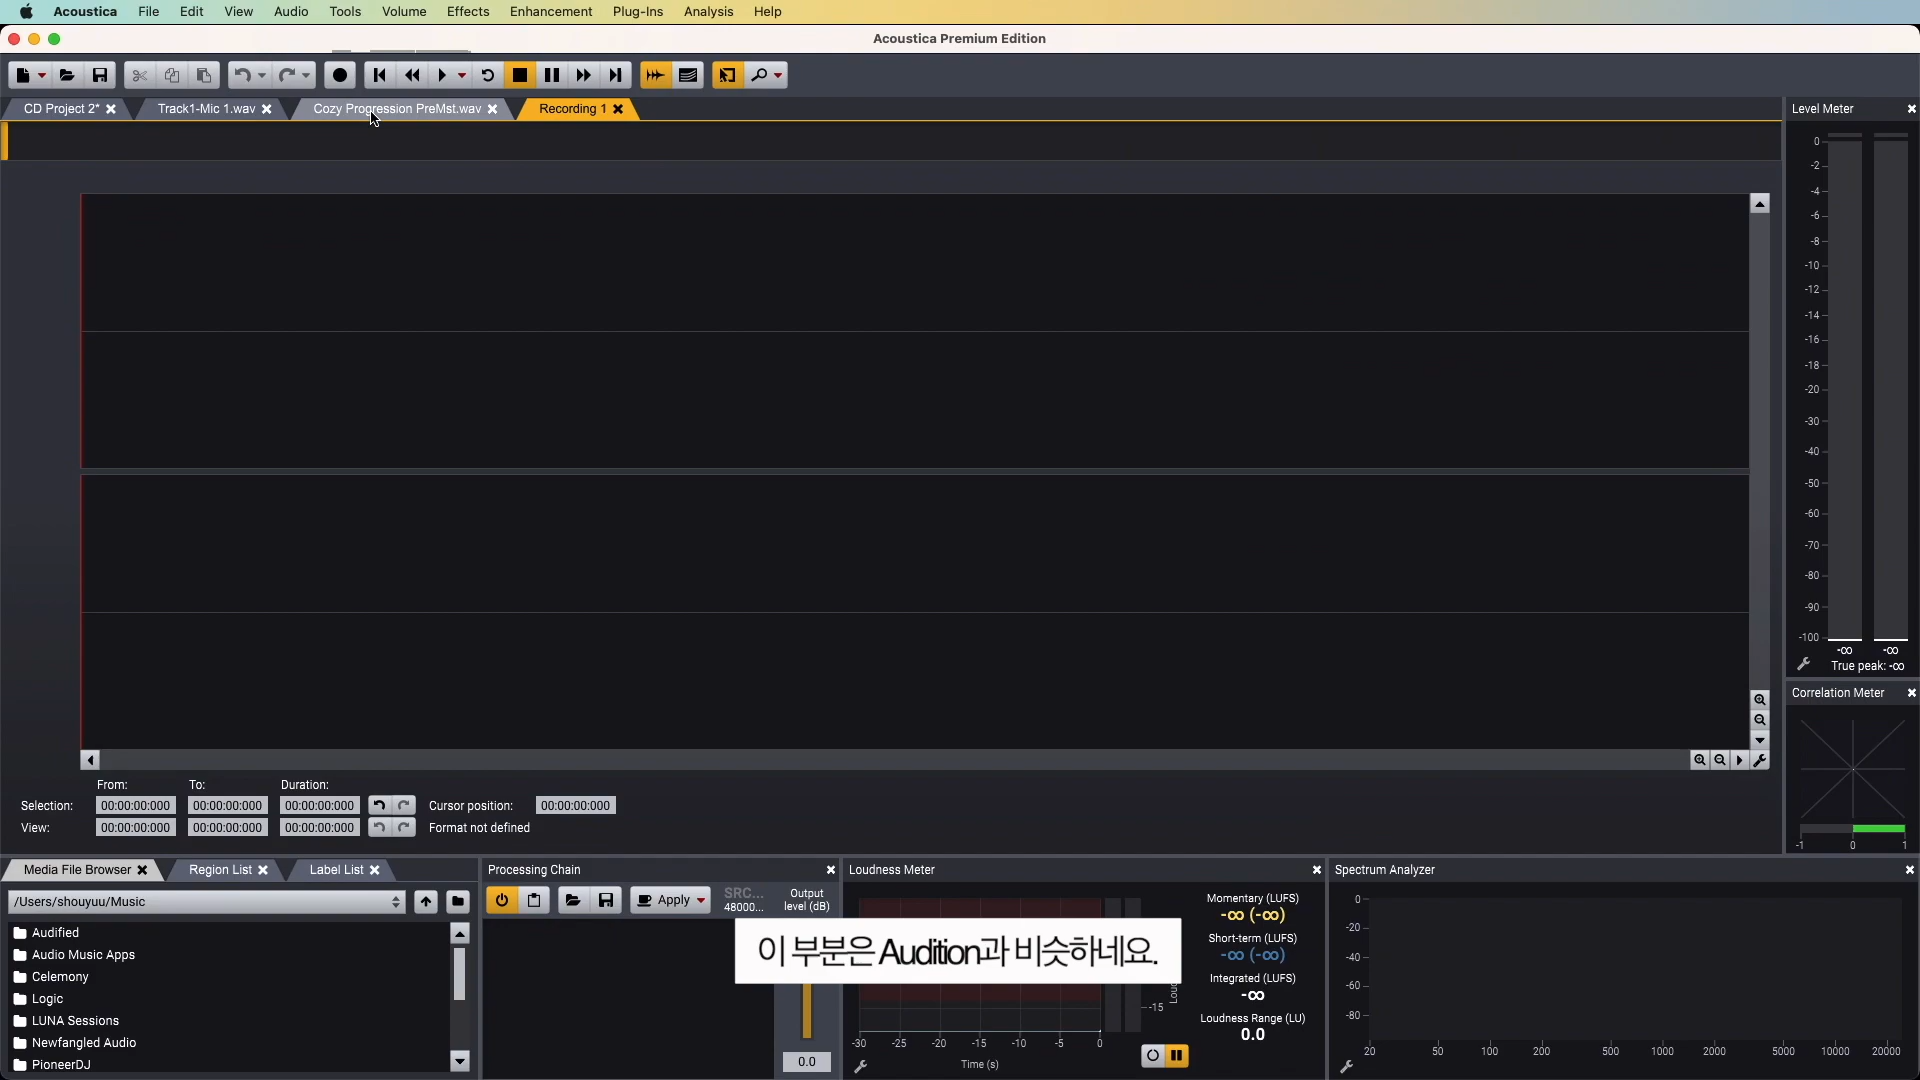 Acoustica File Edit View Audio Tools Volume Effects Enhancement Plug-Ins Analysis Help
Acoustica Premium Edition
CD Project 2* Track1-Mic 1.wav Cozy Progression PreMst.wav Recording 1
Level Meter
0
-2
-4
-6
-8
-10
-12
-14
-16
-18
-20
-30
-40
-50
-60
-70
-80
-90
-100
-∞ -∞
True peak: -∞
Correlation Meter
-1 0 1
From: To: Duration:
Selection: 00:00:00:000 00:00:00:000 00:00:00:000 Cursor position: 00:00:00:000
View: 00:00:00:000 00:00:00:000 00:00:00:000 Format not defined
Media File Browser Region List Label List
/Users/shouyuu/Music
Audified
Audio Music Apps
Celemony
Logic
LUNA Sessions
Newfangled Audio
PioneerDJ
Processing Chain
Apply
SRC...
48000...
Output
level (dB)
0.0
이 부분은 Audition과 비슷하네요.
Loudness Meter
-15
-30 -25 -20 -15 -10 -5 0
Time (s)
Momentary (LUFS)
-∞ (-∞)
Short-term (LUFS)
-∞ (-∞)
Integrated (LUFS)
-∞
Loudness Range (LU)
0.0
Spectrum Analyzer
0
-20
-40
-60
-80
20 50 100 200 500 1000 2000 5000 10000 20000